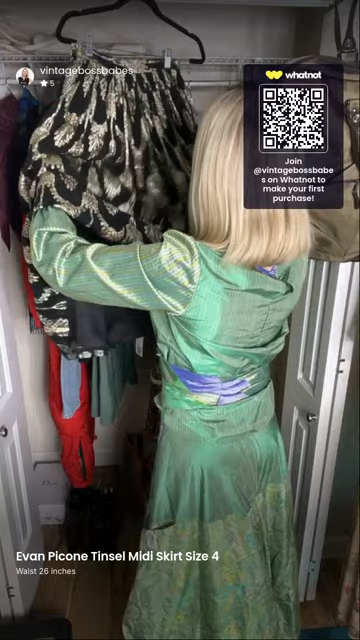 vintagebossbabes
★5
whatnot
Join
@vintagebossbabe
s on Whatnot to
make your first
purchase!
Evan Picone Tinsel Midi Skirt Size 4
Waist 26 inches